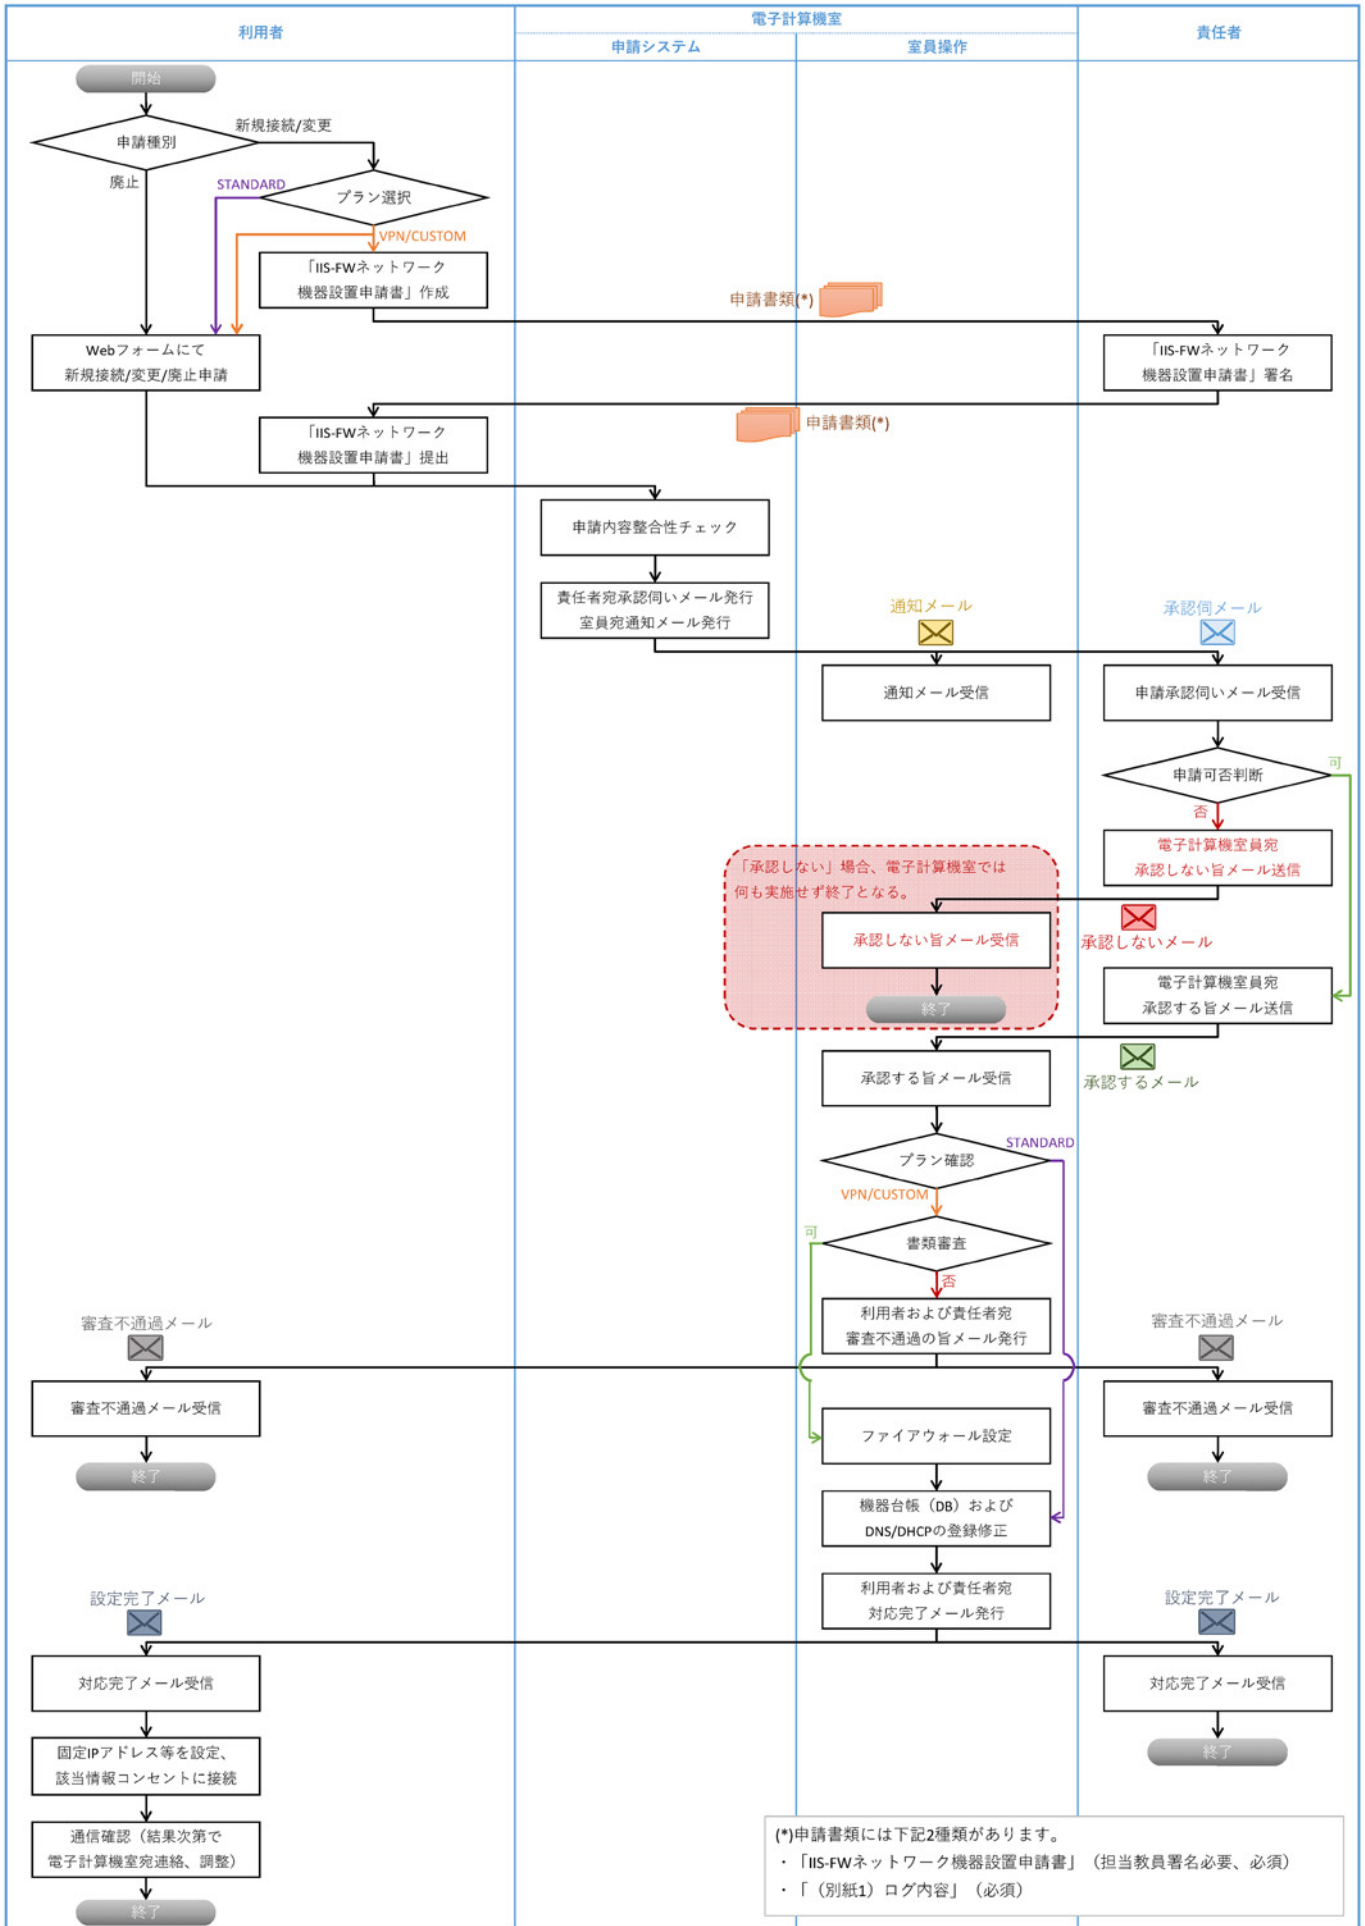 利用者
電子計算機室
責任者
申請システム
室員操作
開始
申請種別
新規接続/変更
廃止
STANDARD
プラン選択
VPN/CUSTOM
「IIS-FWネットワーク
機器設置申請書」作成
申請書類(*)
Webフォームにて
新規接続/変更/廃止申請
「IIS-FWネットワーク
機器設置申請書」署名
申請書類(*)
「IIS-FWネットワーク
機器設置申請書」提出
申請内容整合性チェック
責任者宛承認伺いメール発行
室員宛通知メール発行
通知メール
承認伺メール
通知メール受信
申請承認伺いメール受信
申請可否判断
可
否
電子計算機室員宛
承認しない旨メール送信
「承認しない」場合、電子計算機室では
何も実施せず終了となる。
承認しない旨メール受信
承認しないメール
終了
電子計算機室員宛
承認する旨メール送信
承認する旨メール受信
承認するメール
プラン確認
STANDARD
VPN/CUSTOM
可
書類審査
否
利用者および責任者宛
審査不通過の旨メール発行
審査不通過メール
審査不通過メール
審査不通過メール受信
審査不通過メール受信
ファイアウォール設定
終了
終了
機器台帳（DB）および
DNS/DHCPの登録修正
利用者および責任者宛
対応完了メール発行
設定完了メール
設定完了メール
対応完了メール受信
対応完了メール受信
固定IPアドレス等を設定、
該当情報コンセントに接続
終了
通信確認（結果次第で
電子計算機室宛連絡、調整）
終了
(*)申請書類には下記2種類があります。
・「IIS-FWネットワーク機器設置申請書」（担当教員署名必要、必須）
・「（別紙1）ログ内容」（必須）